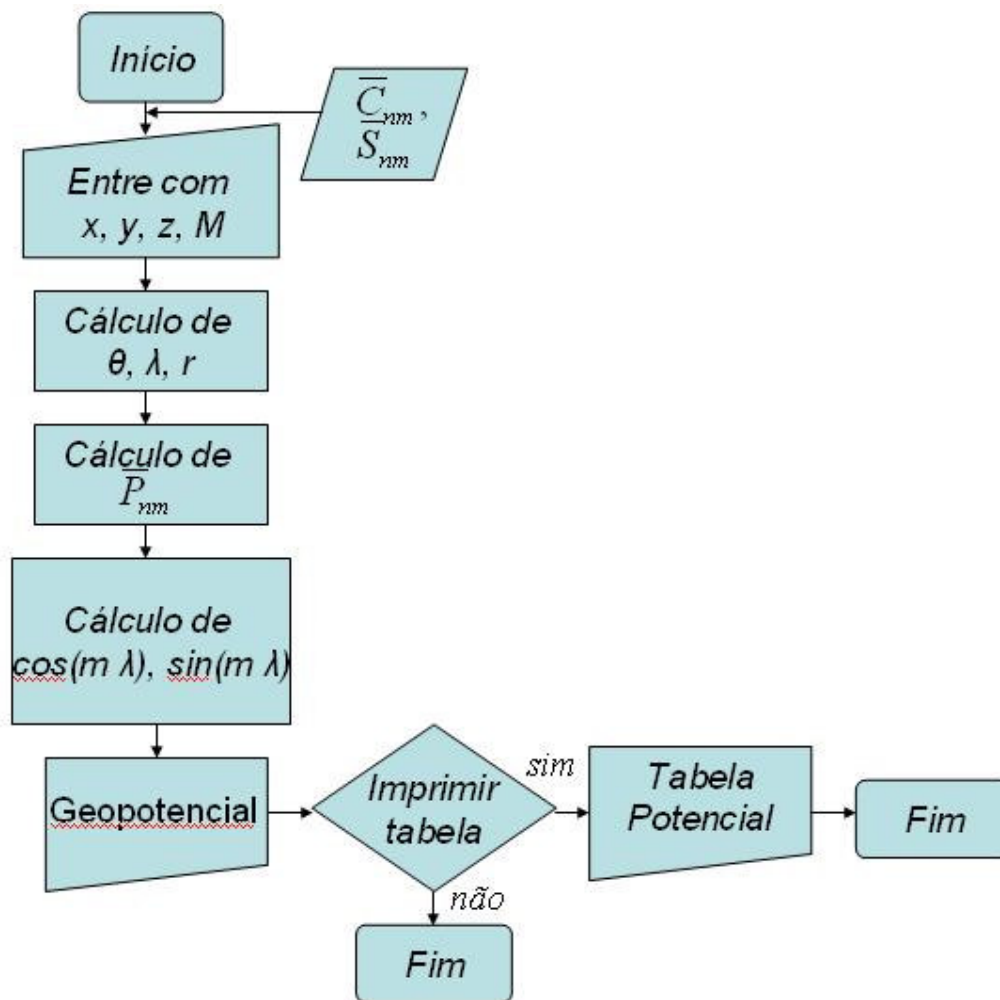 Início
C̅nm,
S̅nm
Entre com
x, y, z, M
Cálculo de
θ, λ, r
Cálculo de
P̅nm
Cálculo de
cos(m λ), sin(m λ)
Geopotencial
Imprimir
tabela
sim
Tabela
Potencial
Fim
não
Fim